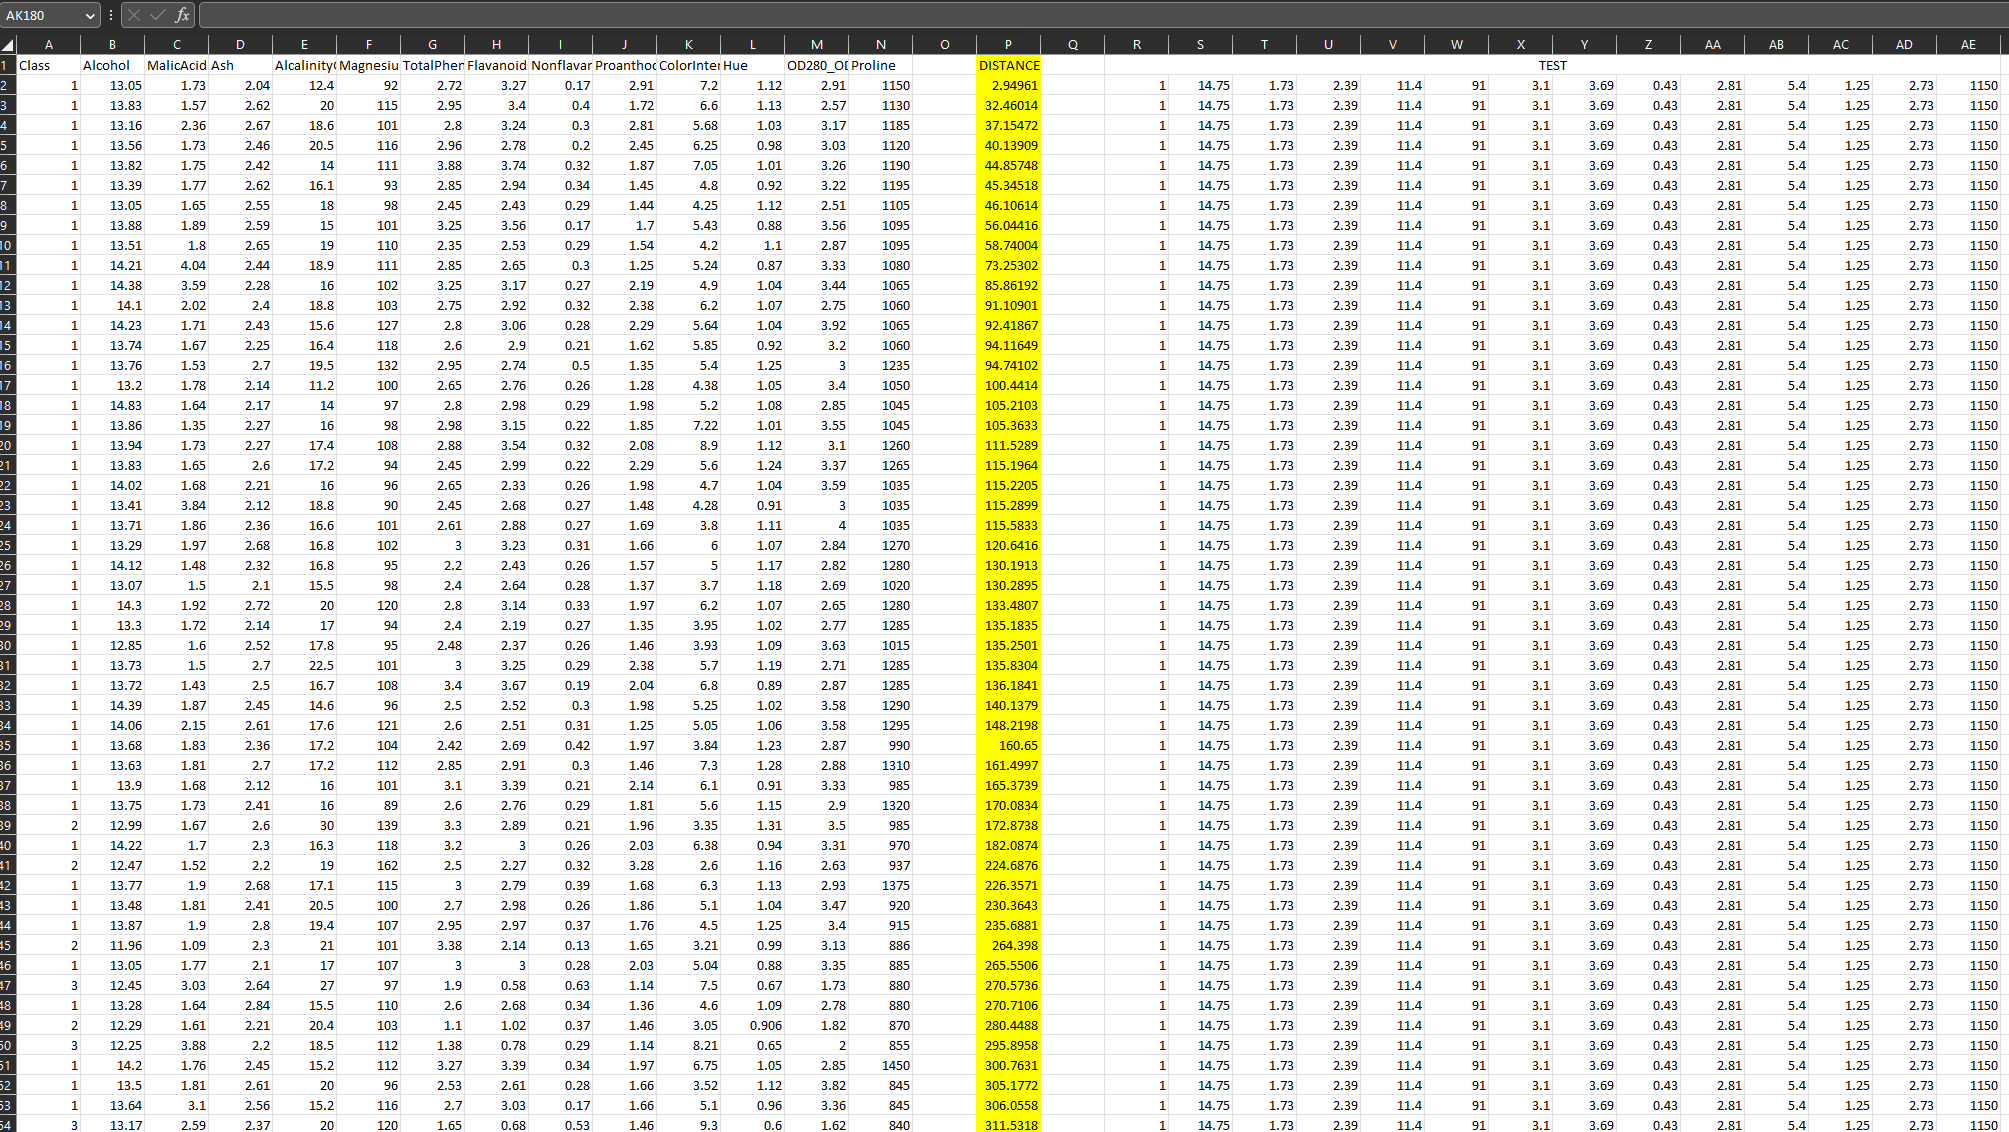 AK180 fx
A B C D E F G H I J K L M N O P Q R S T U V W X Y Z AA AB AC AD AE
1 Class Alcohol MalicAcid Ash Alcalinity Magnesiu TotalPhen Flavanoid Nonflavar Proanthoc ColorInter Hue OD280_OD Proline DISTANCE TEST
2 1 13.05 1.73 2.04 12.4 92 2.72 3.27 0.17 2.91 7.2 1.12 2.91 1150 2.94961 1 14.75 1.73 2.39 11.4 91 3.1 3.69 0.43 2.81 5.4 1.25 2.73 1150
3 1 13.83 1.57 2.62 20 115 2.95 3.4 0.4 1.72 6.6 1.13 2.57 1130 32.46014 1 14.75 1.73 2.39 11.4 91 3.1 3.69 0.43 2.81 5.4 1.25 2.73 1150
4 1 13.16 2.36 2.67 18.6 101 2.8 3.24 0.3 2.81 5.68 1.03 3.17 1185 37.15472 1 14.75 1.73 2.39 11.4 91 3.1 3.69 0.43 2.81 5.4 1.25 2.73 1150
5 1 13.56 1.73 2.46 20.5 116 2.96 2.78 0.2 2.45 6.25 0.98 3.03 1120 40.13909 1 14.75 1.73 2.39 11.4 91 3.1 3.69 0.43 2.81 5.4 1.25 2.73 1150
6 1 13.82 1.75 2.42 14 111 3.88 3.74 0.32 1.87 7.05 1.01 3.26 1190 44.85748 1 14.75 1.73 2.39 11.4 91 3.1 3.69 0.43 2.81 5.4 1.25 2.73 1150
7 1 13.39 1.77 2.62 16.1 93 2.85 2.94 0.34 1.45 4.8 0.92 3.22 1195 45.34518 1 14.75 1.73 2.39 11.4 91 3.1 3.69 0.43 2.81 5.4 1.25 2.73 1150
8 1 13.05 1.65 2.55 18 98 2.45 2.43 0.29 1.44 4.25 1.12 2.51 1105 46.10614 1 14.75 1.73 2.39 11.4 91 3.1 3.69 0.43 2.81 5.4 1.25 2.73 1150
9 1 13.88 1.89 2.59 15 101 3.25 3.56 0.17 1.7 5.43 0.88 3.56 1095 56.04416 1 14.75 1.73 2.39 11.4 91 3.1 3.69 0.43 2.81 5.4 1.25 2.73 1150
10 1 13.51 1.8 2.65 19 110 2.35 2.53 0.29 1.54 4.2 1.1 2.87 1095 58.74004 1 14.75 1.73 2.39 11.4 91 3.1 3.69 0.43 2.81 5.4 1.25 2.73 1150
11 1 14.21 4.04 2.44 18.9 111 2.85 2.65 0.3 1.25 5.24 0.87 3.33 1080 73.25302 1 14.75 1.73 2.39 11.4 91 3.1 3.69 0.43 2.81 5.4 1.25 2.73 1150
12 1 14.38 3.59 2.28 16 102 3.25 3.17 0.27 2.19 4.9 1.04 3.44 1065 85.86192 1 14.75 1.73 2.39 11.4 91 3.1 3.69 0.43 2.81 5.4 1.25 2.73 1150
13 1 14.1 2.02 2.4 18.8 103 2.75 2.92 0.32 2.38 6.2 1.07 2.75 1060 91.10901 1 14.75 1.73 2.39 11.4 91 3.1 3.69 0.43 2.81 5.4 1.25 2.73 1150
14 1 14.23 1.71 2.43 15.6 127 2.8 3.06 0.28 2.29 5.64 1.04 3.92 1065 92.41867 1 14.75 1.73 2.39 11.4 91 3.1 3.69 0.43 2.81 5.4 1.25 2.73 1150
15 1 13.74 1.67 2.25 16.4 118 2.6 2.9 0.21 1.62 5.85 0.92 3.2 1060 94.11649 1 14.75 1.73 2.39 11.4 91 3.1 3.69 0.43 2.81 5.4 1.25 2.73 1150
16 1 13.76 1.53 2.7 19.5 132 2.95 2.74 0.5 1.35 5.4 1.25 3 1235 94.74102 1 14.75 1.73 2.39 11.4 91 3.1 3.69 0.43 2.81 5.4 1.25 2.73 1150
17 1 13.2 1.78 2.14 11.2 100 2.65 2.76 0.26 1.28 4.38 1.05 3.4 1050 100.4414 1 14.75 1.73 2.39 11.4 91 3.1 3.69 0.43 2.81 5.4 1.25 2.73 1150
18 1 14.83 1.64 2.17 14 97 2.8 2.98 0.29 1.98 5.2 1.08 2.85 1045 105.2103 1 14.75 1.73 2.39 11.4 91 3.1 3.69 0.43 2.81 5.4 1.25 2.73 1150
19 1 13.86 1.35 2.27 16 98 2.98 3.15 0.22 1.85 7.22 1.01 3.55 1045 105.3633 1 14.75 1.73 2.39 11.4 91 3.1 3.69 0.43 2.81 5.4 1.25 2.73 1150
20 1 13.94 1.73 2.27 17.4 108 2.88 3.54 0.32 2.08 8.9 1.12 3.1 1260 111.5289 1 14.75 1.73 2.39 11.4 91 3.1 3.69 0.43 2.81 5.4 1.25 2.73 1150
21 1 13.83 1.65 2.6 17.2 94 2.45 2.99 0.22 2.29 5.6 1.24 3.37 1265 115.1964 1 14.75 1.73 2.39 11.4 91 3.1 3.69 0.43 2.81 5.4 1.25 2.73 1150
22 1 14.02 1.68 2.21 16 96 2.65 2.33 0.26 1.98 4.7 1.04 3.59 1035 115.2205 1 14.75 1.73 2.39 11.4 91 3.1 3.69 0.43 2.81 5.4 1.25 2.73 1150
23 1 13.41 3.84 2.12 18.8 90 2.45 2.68 0.27 1.48 4.28 0.91 3 1035 115.2899 1 14.75 1.73 2.39 11.4 91 3.1 3.69 0.43 2.81 5.4 1.25 2.73 1150
24 1 13.71 1.86 2.36 16.6 101 2.61 2.88 0.27 1.69 3.8 1.11 4 1035 115.5833 1 14.75 1.73 2.39 11.4 91 3.1 3.69 0.43 2.81 5.4 1.25 2.73 1150
25 1 13.29 1.97 2.68 16.8 102 3 3.23 0.31 1.66 6 1.07 2.84 1270 120.6416 1 14.75 1.73 2.39 11.4 91 3.1 3.69 0.43 2.81 5.4 1.25 2.73 1150
26 1 14.12 1.48 2.32 16.8 95 2.2 2.43 0.26 1.57 5 1.17 2.82 1280 130.1913 1 14.75 1.73 2.39 11.4 91 3.1 3.69 0.43 2.81 5.4 1.25 2.73 1150
27 1 13.07 1.5 2.1 15.5 98 2.4 2.64 0.28 1.37 3.7 1.18 2.69 1020 130.2895 1 14.75 1.73 2.39 11.4 91 3.1 3.69 0.43 2.81 5.4 1.25 2.73 1150
28 1 14.3 1.92 2.72 20 120 2.8 3.14 0.33 1.97 6.2 1.07 2.65 1280 133.4807 1 14.75 1.73 2.39 11.4 91 3.1 3.69 0.43 2.81 5.4 1.25 2.73 1150
29 1 13.3 1.72 2.14 17 94 2.4 2.19 0.27 1.35 3.95 1.02 2.77 1285 135.1835 1 14.75 1.73 2.39 11.4 91 3.1 3.69 0.43 2.81 5.4 1.25 2.73 1150
30 1 12.85 1.6 2.52 17.8 95 2.48 2.37 0.26 1.46 3.93 1.09 3.63 1015 135.2501 1 14.75 1.73 2.39 11.4 91 3.1 3.69 0.43 2.81 5.4 1.25 2.73 1150
31 1 13.73 1.5 2.7 22.5 101 3 3.25 0.29 2.38 5.7 1.19 2.71 1285 135.8304 1 14.75 1.73 2.39 11.4 91 3.1 3.69 0.43 2.81 5.4 1.25 2.73 1150
32 1 13.72 1.43 2.5 16.7 108 3.4 3.67 0.19 2.04 6.8 0.89 2.87 1285 136.1841 1 14.75 1.73 2.39 11.4 91 3.1 3.69 0.43 2.81 5.4 1.25 2.73 1150
33 1 14.39 1.87 2.45 14.6 96 2.5 2.52 0.3 1.98 5.25 1.02 3.58 1290 140.1379 1 14.75 1.73 2.39 11.4 91 3.1 3.69 0.43 2.81 5.4 1.25 2.73 1150
34 1 14.06 2.15 2.61 17.6 121 2.6 2.51 0.31 1.25 5.05 1.06 3.58 1295 148.2198 1 14.75 1.73 2.39 11.4 91 3.1 3.69 0.43 2.81 5.4 1.25 2.73 1150
35 1 13.68 1.83 2.36 17.2 104 2.42 2.69 0.42 1.97 3.84 1.23 2.87 990 160.65 1 14.75 1.73 2.39 11.4 91 3.1 3.69 0.43 2.81 5.4 1.25 2.73 1150
36 1 13.63 1.81 2.7 17.2 112 2.85 2.91 0.3 1.46 7.3 1.28 2.88 1310 161.4997 1 14.75 1.73 2.39 11.4 91 3.1 3.69 0.43 2.81 5.4 1.25 2.73 1150
37 1 13.9 1.68 2.12 16 101 3.1 3.39 0.21 2.14 6.1 0.91 3.33 985 165.3739 1 14.75 1.73 2.39 11.4 91 3.1 3.69 0.43 2.81 5.4 1.25 2.73 1150
38 1 13.75 1.73 2.41 16 89 2.6 2.76 0.29 1.81 5.6 1.15 2.9 1320 170.0834 1 14.75 1.73 2.39 11.4 91 3.1 3.69 0.43 2.81 5.4 1.25 2.73 1150
39 2 12.99 1.67 2.6 30 139 3.3 2.89 0.21 1.96 3.35 1.31 3.5 985 172.8738 1 14.75 1.73 2.39 11.4 91 3.1 3.69 0.43 2.81 5.4 1.25 2.73 1150
40 1 14.22 1.7 2.3 16.3 118 3.2 3 0.26 2.03 6.38 0.94 3.31 970 182.0874 1 14.75 1.73 2.39 11.4 91 3.1 3.69 0.43 2.81 5.4 1.25 2.73 1150
41 2 12.47 1.52 2.2 19 162 2.5 2.27 0.32 3.28 2.6 1.16 2.63 937 224.6876 1 14.75 1.73 2.39 11.4 91 3.1 3.69 0.43 2.81 5.4 1.25 2.73 1150
42 1 13.77 1.9 2.68 17.1 115 3 2.79 0.39 1.68 6.3 1.13 2.93 1375 226.3571 1 14.75 1.73 2.39 11.4 91 3.1 3.69 0.43 2.81 5.4 1.25 2.73 1150
43 1 13.48 1.81 2.41 20.5 100 2.7 2.98 0.26 1.86 5.1 1.04 3.47 920 230.3643 1 14.75 1.73 2.39 11.4 91 3.1 3.69 0.43 2.81 5.4 1.25 2.73 1150
44 1 13.87 1.9 2.8 19.4 107 2.95 2.97 0.37 1.76 4.5 1.25 3.4 915 235.6881 1 14.75 1.73 2.39 11.4 91 3.1 3.69 0.43 2.81 5.4 1.25 2.73 1150
45 2 11.96 1.09 2.3 21 101 3.38 2.14 0.13 1.65 3.21 0.99 3.13 886 264.398 1 14.75 1.73 2.39 11.4 91 3.1 3.69 0.43 2.81 5.4 1.25 2.73 1150
46 1 13.05 1.77 2.1 17 107 3 3 0.28 2.03 5.04 0.88 3.35 885 265.5506 1 14.75 1.73 2.39 11.4 91 3.1 3.69 0.43 2.81 5.4 1.25 2.73 1150
47 3 12.45 3.03 2.64 27 97 1.9 0.58 0.63 1.14 7.5 0.67 1.73 880 270.5736 1 14.75 1.73 2.39 11.4 91 3.1 3.69 0.43 2.81 5.4 1.25 2.73 1150
48 1 13.28 1.64 2.84 15.5 110 2.6 2.68 0.34 1.36 4.6 1.09 2.78 880 270.7106 1 14.75 1.73 2.39 11.4 91 3.1 3.69 0.43 2.81 5.4 1.25 2.73 1150
49 2 12.29 1.61 2.21 20.4 103 1.1 1.02 0.37 1.46 3.05 0.906 1.82 870 280.4488 1 14.75 1.73 2.39 11.4 91 3.1 3.69 0.43 2.81 5.4 1.25 2.73 1150
50 3 12.25 3.88 2.2 18.5 112 1.38 0.78 0.29 1.14 8.21 0.65 2 855 295.8958 1 14.75 1.73 2.39 11.4 91 3.1 3.69 0.43 2.81 5.4 1.25 2.73 1150
51 1 14.2 1.76 2.45 15.2 112 3.27 3.39 0.34 1.97 6.75 1.05 2.85 1450 300.7631 1 14.75 1.73 2.39 11.4 91 3.1 3.69 0.43 2.81 5.4 1.25 2.73 1150
52 1 13.5 1.81 2.61 20 96 2.53 2.61 0.28 1.66 3.52 1.12 3.82 845 305.1772 1 14.75 1.73 2.39 11.4 91 3.1 3.69 0.43 2.81 5.4 1.25 2.73 1150
53 1 13.64 3.1 2.56 15.2 116 2.7 3.03 0.17 1.66 5.1 0.96 3.36 845 306.0558 1 14.75 1.73 2.39 11.4 91 3.1 3.69 0.43 2.81 5.4 1.25 2.73 1150
54 3 13.17 2.59 2.37 20 120 1.65 0.68 0.53 1.46 9.3 0.6 1.62 840 311.5318 1 14.75 1.73 2.39 11.4 91 3.1 3.69 0.43 2.81 5.4 1.25 2.73 1150